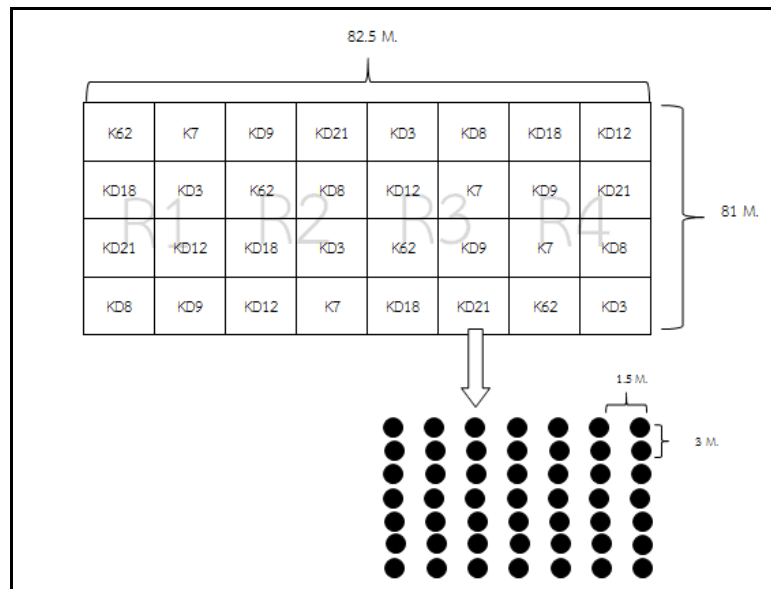 82.5 M.
K62 K7 KD9 KD21 KD3 KD8 KD18 KD12
KD18 KD3 K62 KD8 KD12 K7 KD9 KD21
R1 R2 R3 R4
81 M.
KD21 KD12 KD18 KD3 K62 KD9 K7 KD8
KD8 KD9 KD12 K7 KD18 KD21 K62 KD3
1.5 M.
3 M.